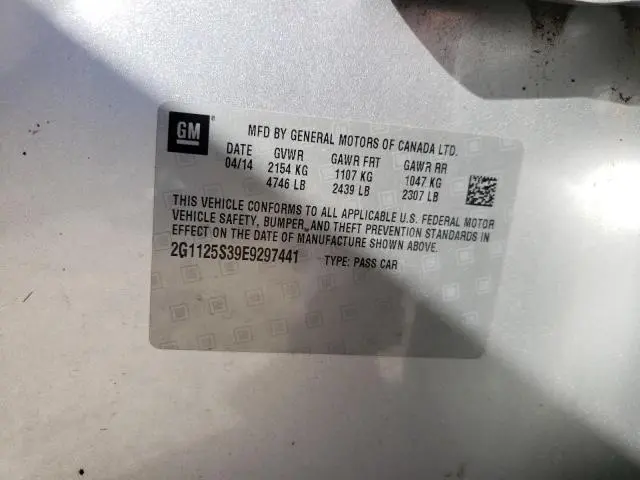 GM
MFD BY GENERAL MOTORS OF CANADA LTD.
DATE GVWR GAWR FRT GAWR RR
04/14 2154 KG 1107 KG 1047 KG
4746 LB 2439 LB 2307 LB
THIS VEHICLE CONFORMS TO ALL APPLICABLE U.S. FEDERAL MOTOR
VEHICLE SAFETY, BUMPER, AND THEFT PREVENTION STANDARDS IN
EFFECT ON THE DATE OF MANUFACTURE SHOWN ABOVE.
2G1125S39E9297441 TYPE: PASS CAR